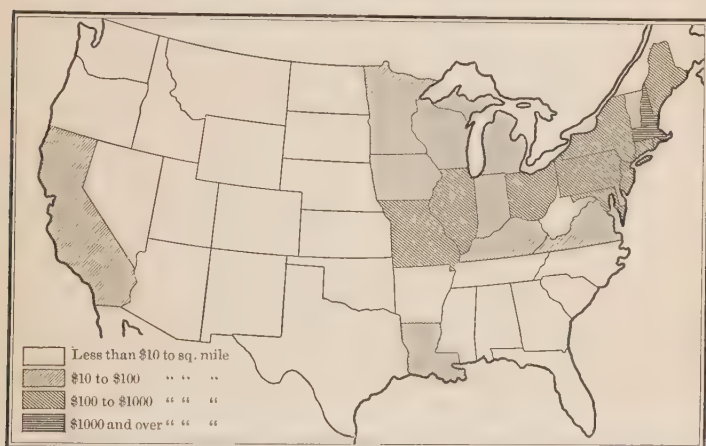 Less than $10 to sq. mile
$10 to $100 “ “ “
$100 to $1000 “ “ “
$1000 and over “ “ “